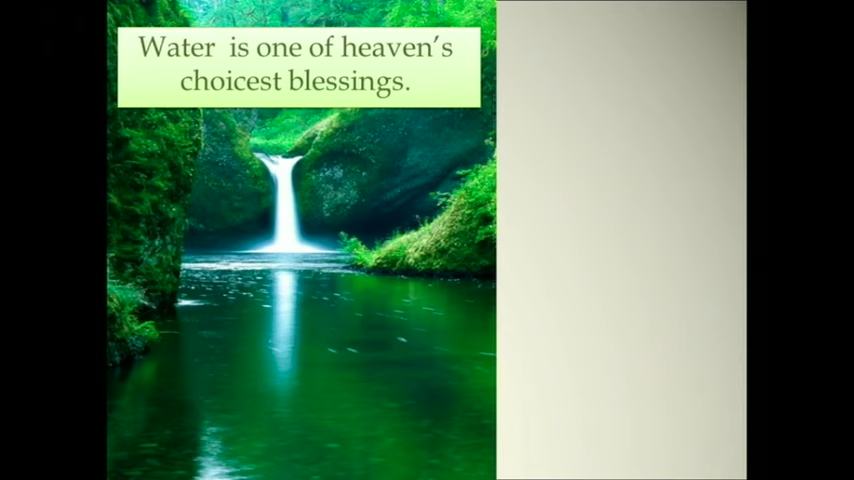 Water  is one of heaven’s
choicest blessings.